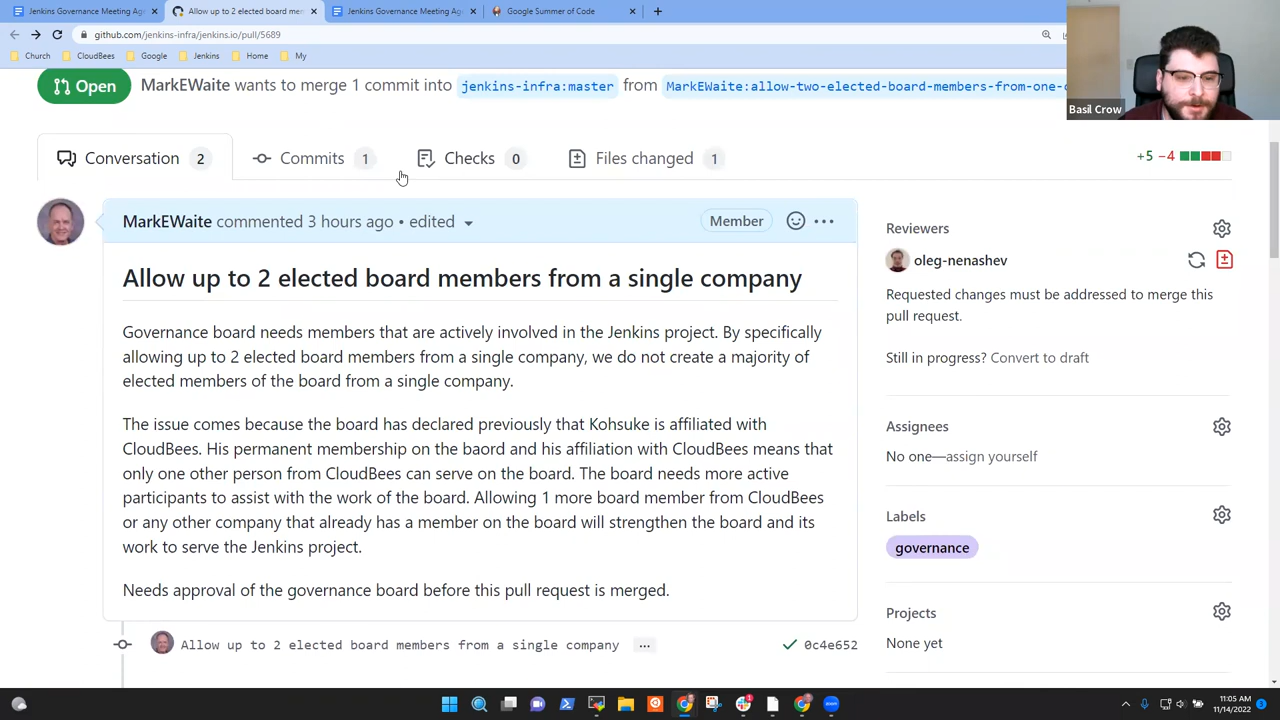 Jenkins Governance Meeting Age
Allow up to 2 elected board mem
Jenkins Governance Meeting Age
Google Summer of Code
github.com/jenkins-infra/jenkins.io/pull/5689
Church
CloudBees
Google
Jenkins
Home
My
Basil Crow
Open
MarkEWaite wants to merge 1 commit into jenkins-infra:master from MarkEWaite:allow-two-elected-board-members-from-one-c
Conversation 2
Commits 1
Checks 0
Files changed 1
+5 −4
MarkEWaite commented 3 hours ago • edited
Member
Allow up to 2 elected board members from a single company
Governance board needs members that are actively involved in the Jenkins project. By specifically
allowing up to 2 elected board members from a single company, we do not create a majority of
elected members of the board from a single company.
The issue comes because the board has declared previously that Kohsuke is affiliated with
CloudBees. His permanent membership on the baord and his affiliation with CloudBees means that
only one other person from CloudBees can serve on the board. The board needs more active
participants to assist with the work of the board. Allowing 1 more board member from CloudBees
or any other company that already has a member on the board will strengthen the board and its
work to serve the Jenkins project.
Needs approval of the governance board before this pull request is merged.
Allow up to 2 elected board members from a single company ... 0c4e652
Reviewers
oleg-nenashev
Requested changes must be addressed to merge this
pull request.
Still in progress? Convert to draft
Assignees
No one—assign yourself
Labels
governance
Projects
None yet
11:05 AM
11/14/2022